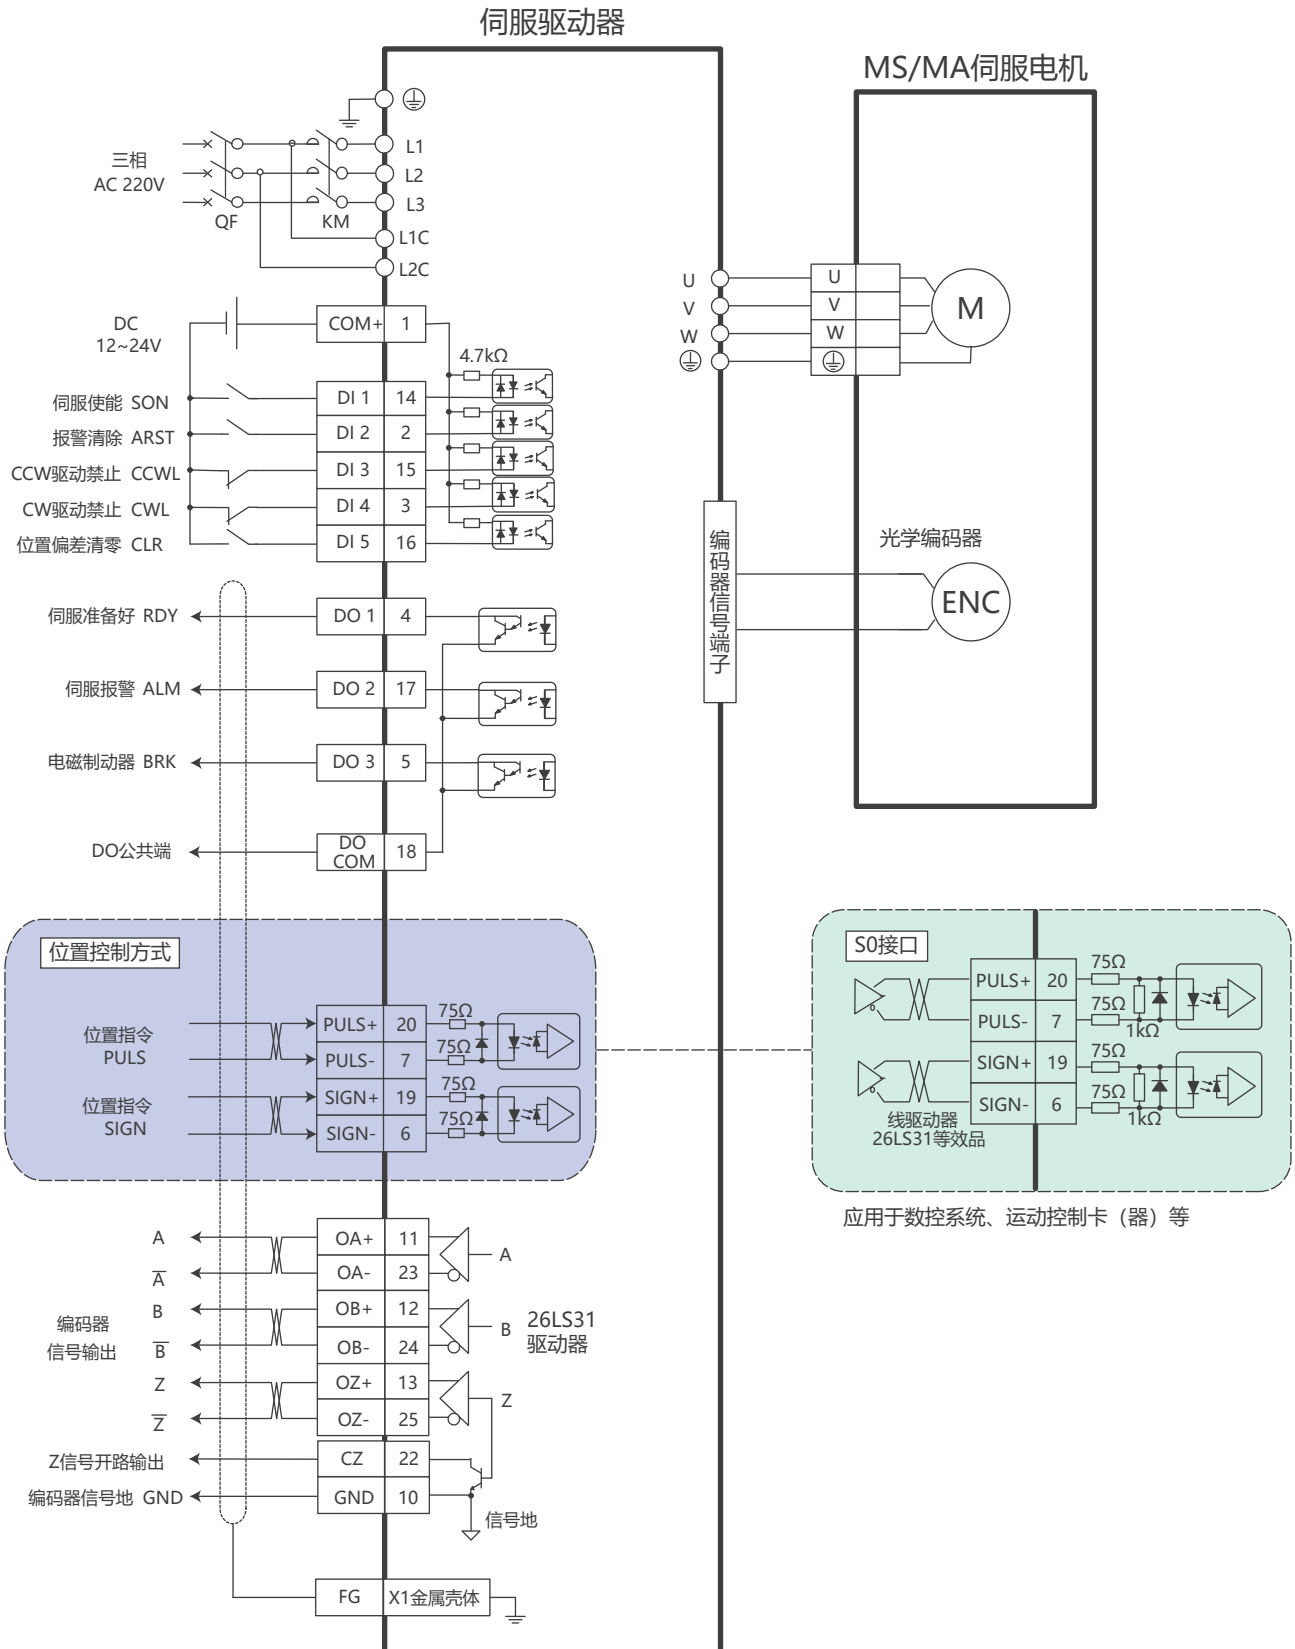 伺服驱动器
MS/MA伺服电机
三相
AC 220V
QF
KM
L1
L2
L3
L1C
L2C
U
V
W
U
V
W
M
DC
12~24V
COM+ 1
4.7kΩ
伺服使能 SON
DI 1 14
报警清除 ARST
DI 2 2
CCW驱动禁止 CCWL
DI 3 15
CW驱动禁止 CWL
DI 4 3
位置偏差清零 CLR
DI 5 16
编码器信号端子
光学编码器
ENC
伺服准备好 RDY
DO 1 4
伺服报警 ALM
DO 2 17
电磁制动器 BRK
DO 3 5
DO公共端
DO
COM 18
位置控制方式
位置指令
PULS
PULS+ 20 75Ω
PULS- 7 75Ω
位置指令
SIGN
SIGN+ 19 75Ω
SIGN- 6 75Ω
S0接口
PULS+ 20 75Ω
PULS- 7 75Ω
1kΩ
SIGN+ 19 75Ω
SIGN- 6 75Ω
1kΩ
线驱动器
26LS31等效品
应用于数控系统、运动控制卡（器）等
A OA+ 11
A
A OA- 23
编码器
信号输出
B OB+ 12
B
B OB- 24
26LS31
驱动器
Z OZ+ 13
Z
Z OZ- 25
Z信号开路输出 CZ 22
编码器信号地 GND GND 10
信号地
FG X1金属壳体